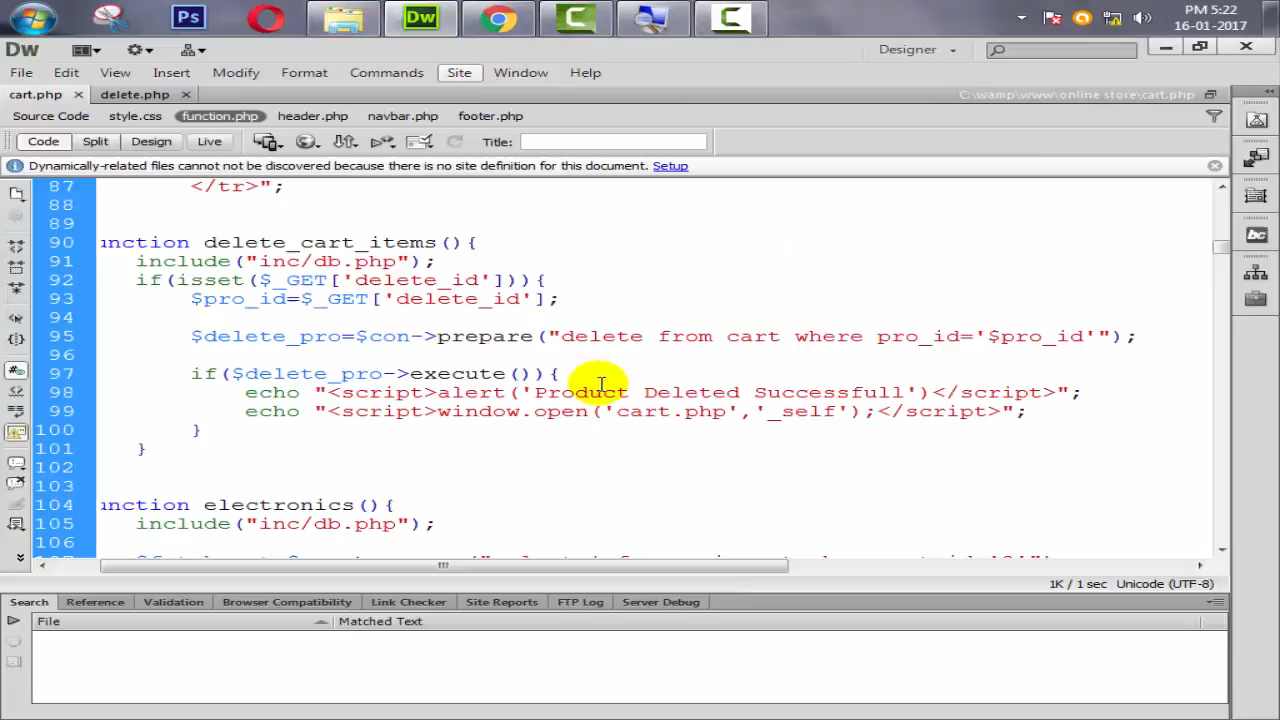 PM 5:22
16-01-2017
Ps
Dw
Dw
Designer
File Edit View Insert Modify Format Commands Site Window Help
cart.php delete.php
C:\wamp\www\online store\cart.php
Source Code style.css function.php header.php navbar.php footer.php
Code Split Design Live Title:
Dynamically-related files cannot not be discovered because there is no site definition for this document. Setup
87 </tr>";
88
89
90 unction delete_cart_items(){
91 include("inc/db.php");
92 if(isset($_GET['delete_id'])){
93 $pro_id=$_GET['delete_id'];
94
95 $delete_pro=$con->prepare("delete from cart where pro_id='$pro_id'");
96
97 if($delete_pro->execute()){
98 echo "<script>alert('Product Deleted Successfull')</script>";
99 echo "<script>window.open('cart.php','_self');</script>";
100 }
101 }
102
103
104 unction electronics(){
105 include("inc/db.php");
106
1K / 1 sec Unicode (UTF-8)
Search Reference Validation Browser Compatibility Link Checker Site Reports FTP Log Server Debug
File Matched Text
bc